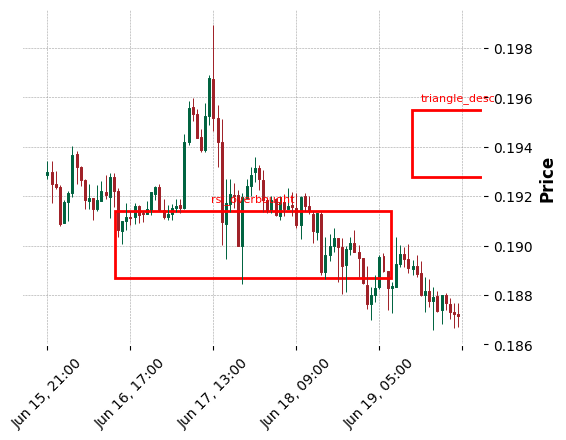 0.198
triangle_desc
0.196
0.194
0.192
0.190
0.188
0.186
Price
Jun 15, 21:00
Jun 16, 17:00
Jun 17, 13:00
Jun 18, 09:00
Jun 19, 05:00